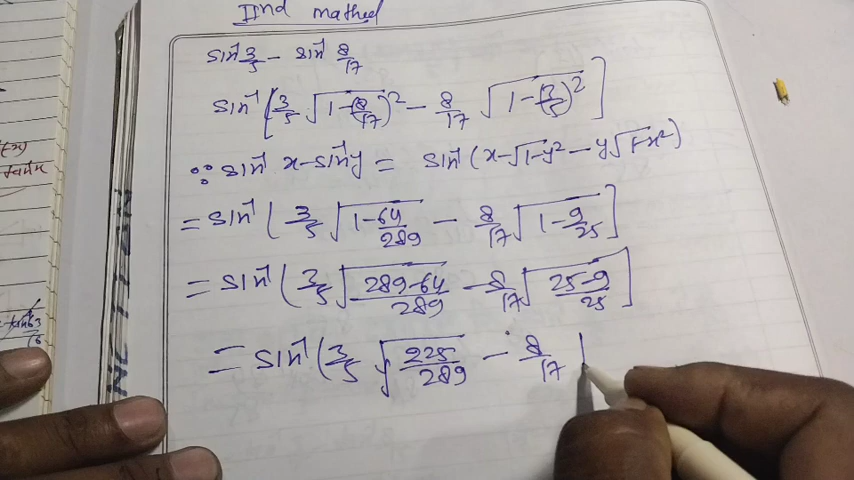 IInd mathed
sin⁻¹ 3/5 - sin⁻¹ 8/17
sin⁻¹ [3/5 √1-(8/17)² - 8/17 √1-(3/5)²]
∵ sin⁻¹ x - sin⁻¹ y = sin⁻¹ (x-√1-y² - y√1-x²)
= sin⁻¹ ( 3/5 √1-64/289 - 8/17 √1-9/25 ]
= sin⁻¹ ( 3/5 √289-64/289 - 8/17 √25-9/25 ]
= sin⁻¹ ( 3/5 √225/289 - 8/17